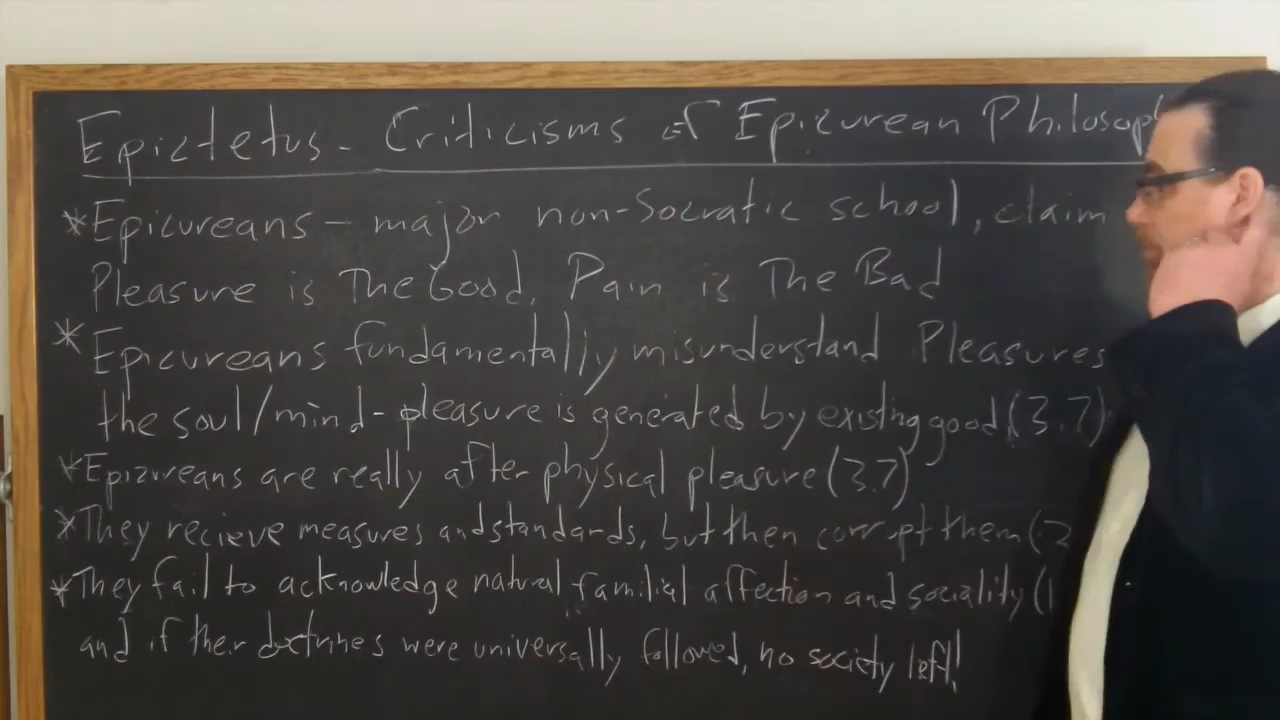 Epictetus - Criticisms of Epicurean Philosoph
* Epicureans - major non-Socratic school, claim
Pleasure is The Good, Pain is The Bad
* Epicureans fundamentally misunderstand Pleasures
the soul/mind - pleasure is generated by existing good (3.7)
* Epicureans are really after physical pleasure (3.7)
* They recieve measures and standards, but then corrupt them (2
* They fail to acknowledge natural familial affection and sociality (1
and if their doctrines were universally followed, no society left!